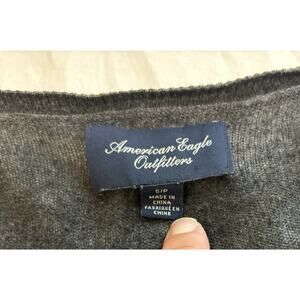 American Eagle
Outfitters
S/P
MADE IN
CHINA
FABRIQUÉ EN
CHINE